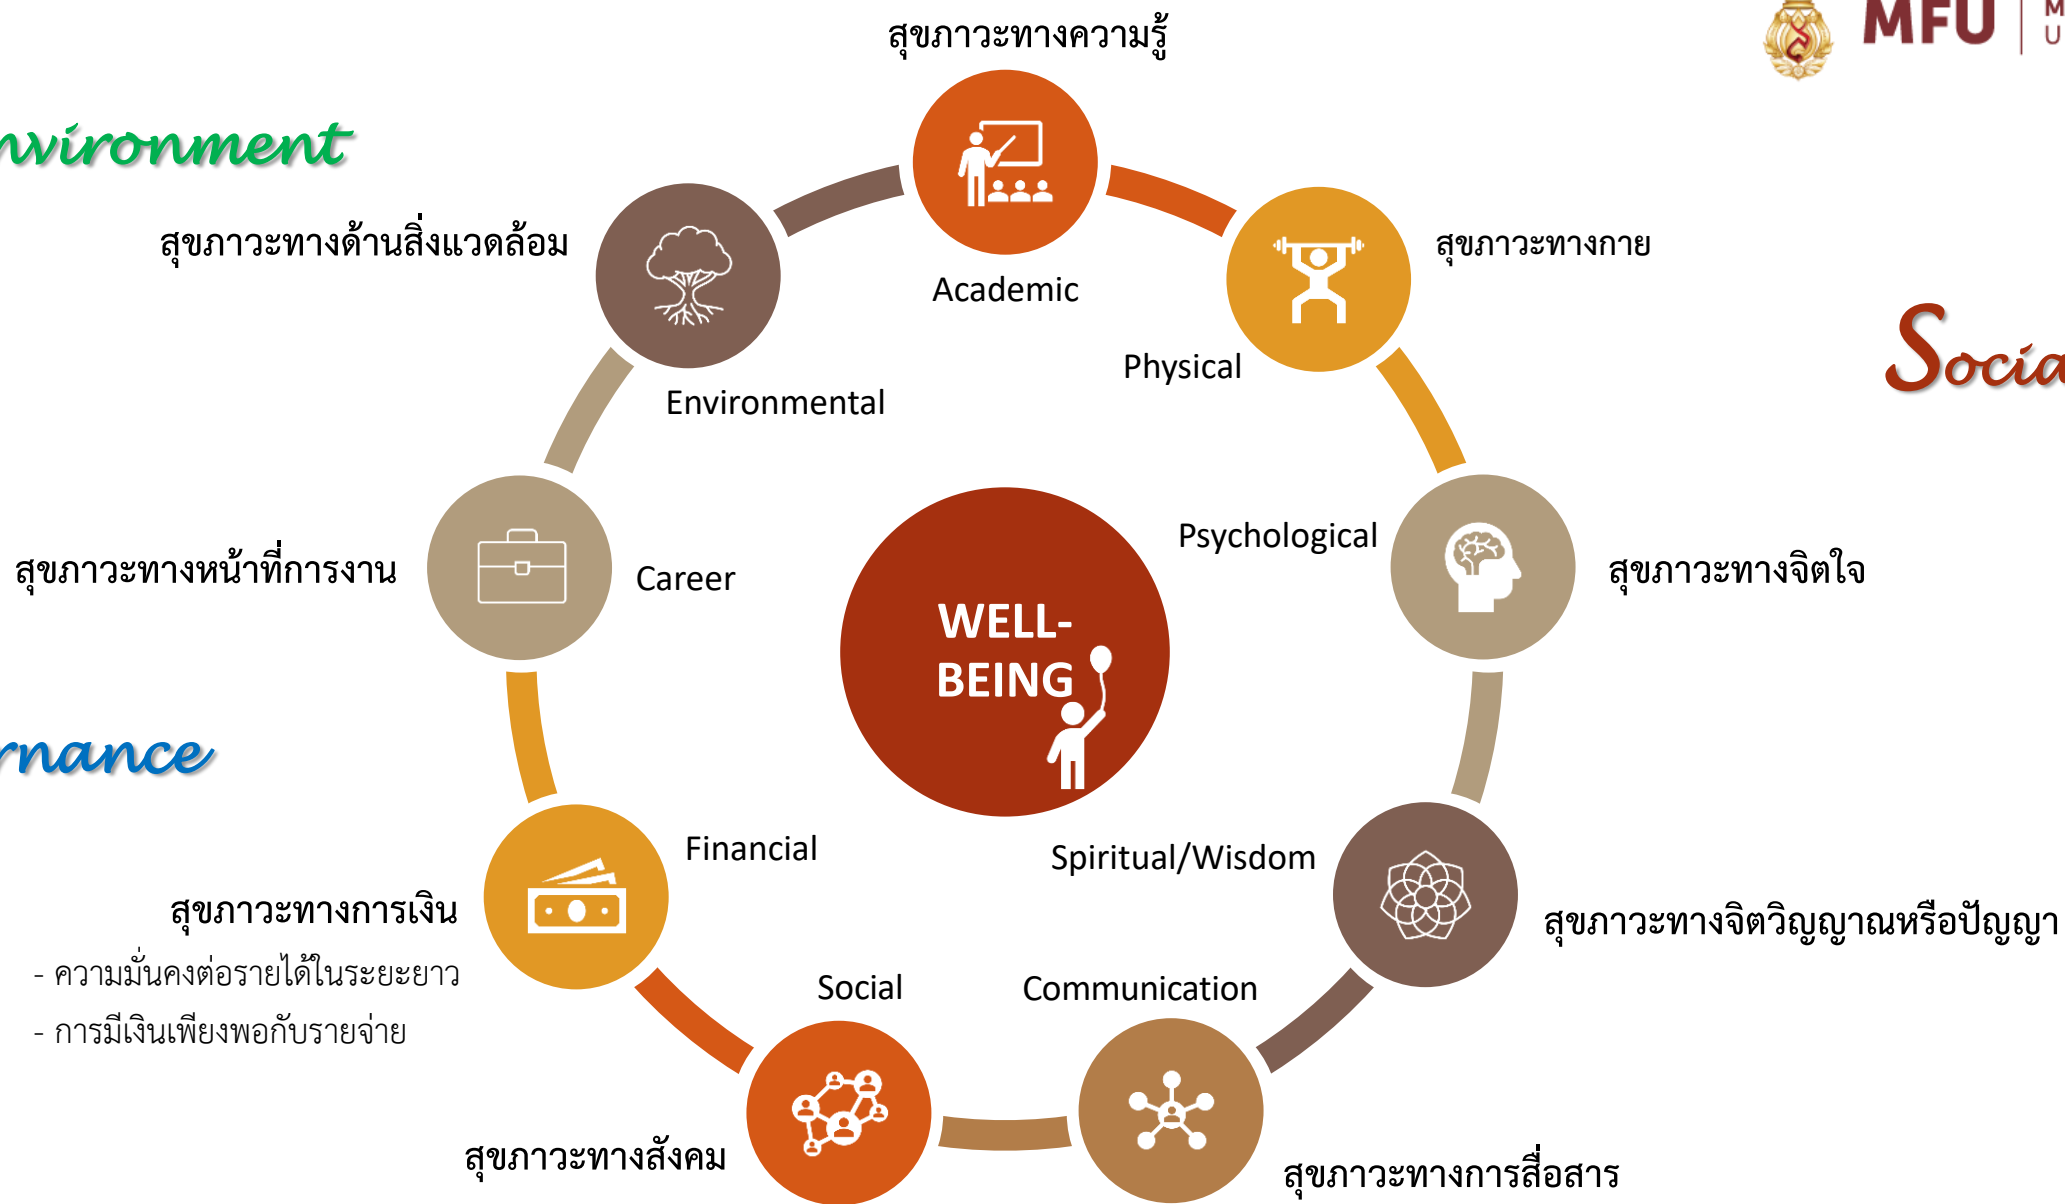 สุขภาวะทางความรู้
MFU
nvironment
สุขภาวะทางด้านสิ่งแวดล้อม
สุขภาวะทางกาย
Academic
Physical
Socia
Environmental
Psychological
สุขภาวะทางหน้าที่การงาน
Career
สุขภาวะทางจิตใจ
WELL-
BEING
rnance
Financial
Spiritual/Wisdom
สุขภาวะทางการเงิน
สุขภาวะทางจิตวิญญาณหรือปัญญา
- ความมั่นคงต่อรายได้ในระยะยาว
- การมีเงินเพียงพอกับรายจ่าย
Social
Communication
สุขภาวะทางสังคม
สุขภาวะทางการสื่อสาร